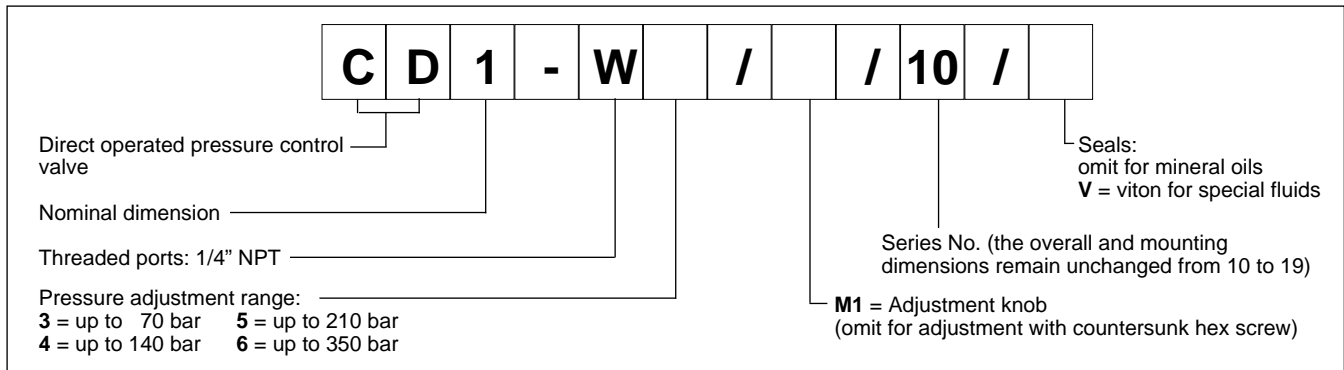 C D 1 - W / / 10 /
Direct operated pressure control
valve
Nominal dimension
Threaded ports: 1/4” NPT
Pressure adjustment range:
3 = up to 70 bar 5 = up to 210 bar
4 = up to 140 bar 6 = up to 350 bar
Seals:
omit for mineral oils
V = viton for special fluids
Series No. (the overall and mounting
dimensions remain unchanged from 10 to 19)
M1 = Adjustment knob
(omit for adjustment with countersunk hex screw)